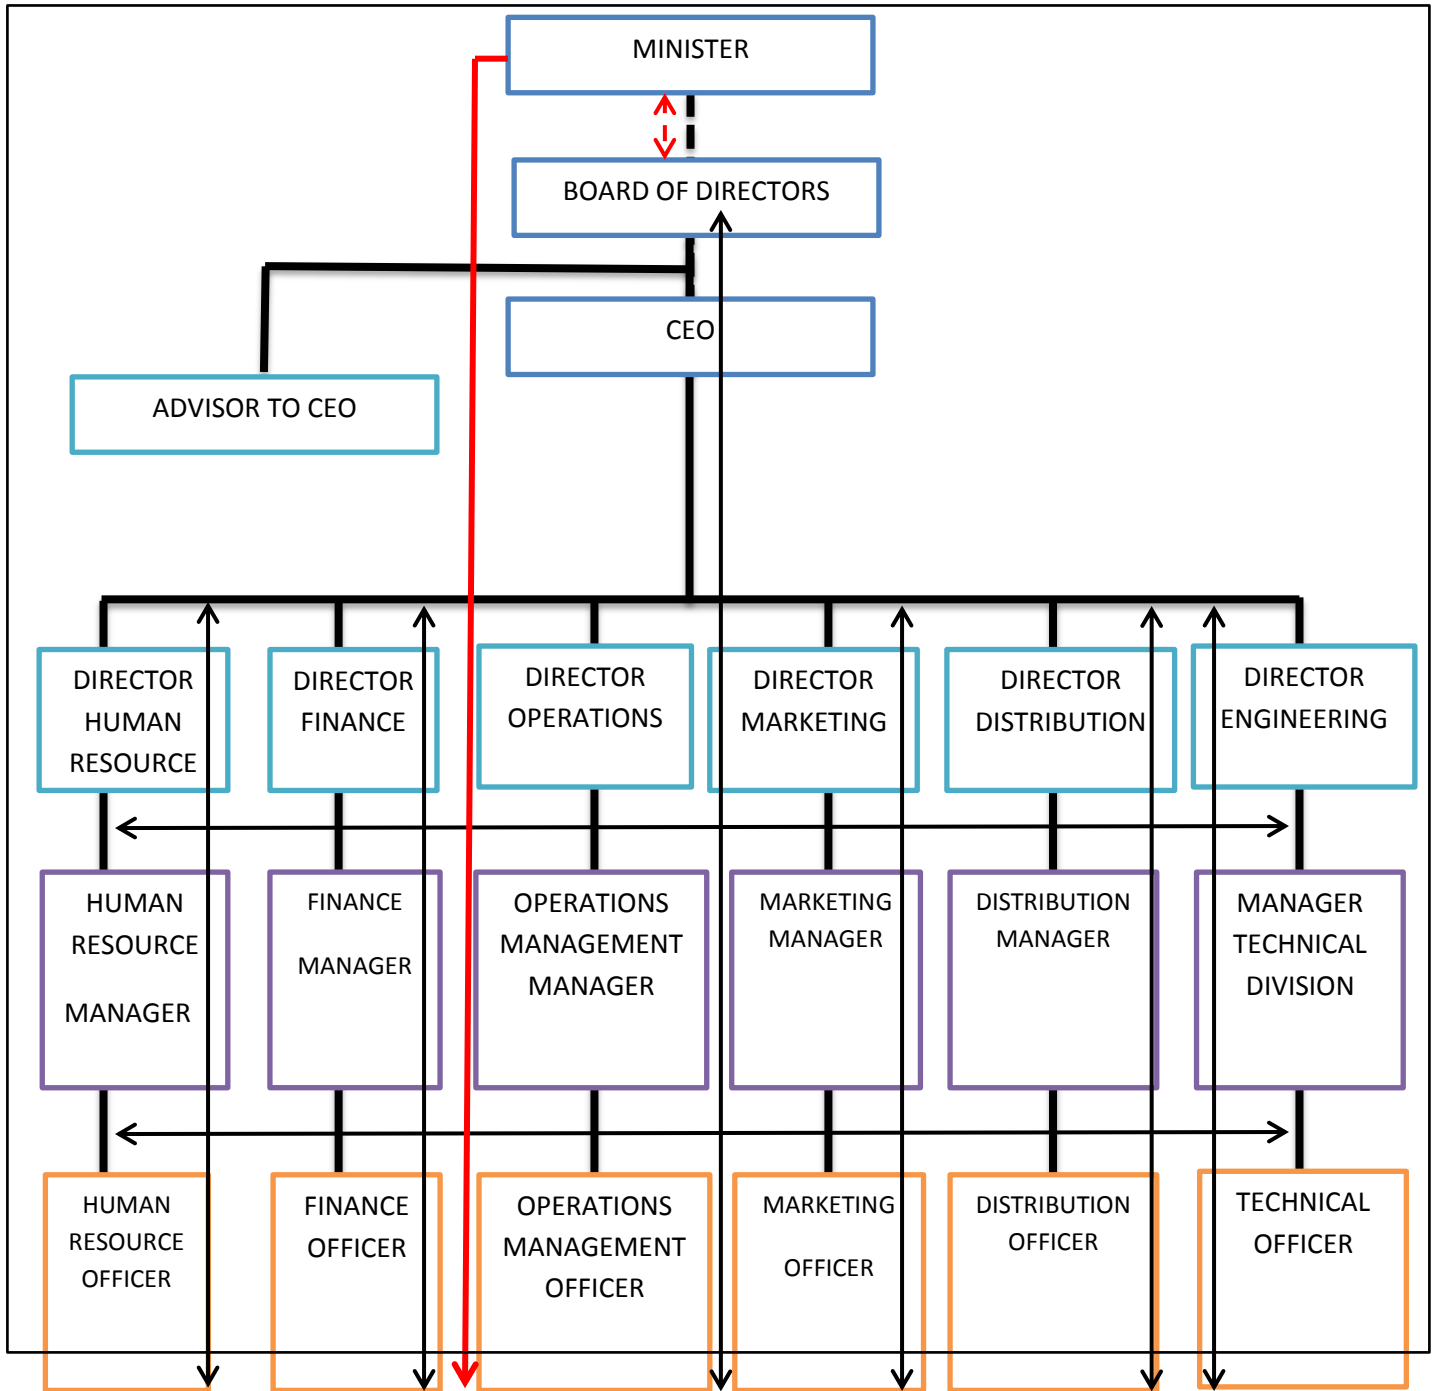 MINISTER
BOARD OF DIRECTORS
CEO
ADVISOR TO CEO
DIRECTOR
HUMAN
RESOURCE
DIRECTOR
FINANCE
DIRECTOR
OPERATIONS
DIRECTOR
MARKETING
DIRECTOR
DISTRIBUTION
DIRECTOR
ENGINEERING
HUMAN
RESOURCE
MANAGER
FINANCE
MANAGER
OPERATIONS
MANAGEMENT
MANAGER
MARKETING
MANAGER
DISTRIBUTION
MANAGER
MANAGER
TECHNICAL
DIVISION
HUMAN
RESOURCE
OFFICER
FINANCE
OFFICER
OPERATIONS
MANAGEMENT
OFFICER
MARKETING
OFFICER
DISTRIBUTION
OFFICER
TECHNICAL
OFFICER